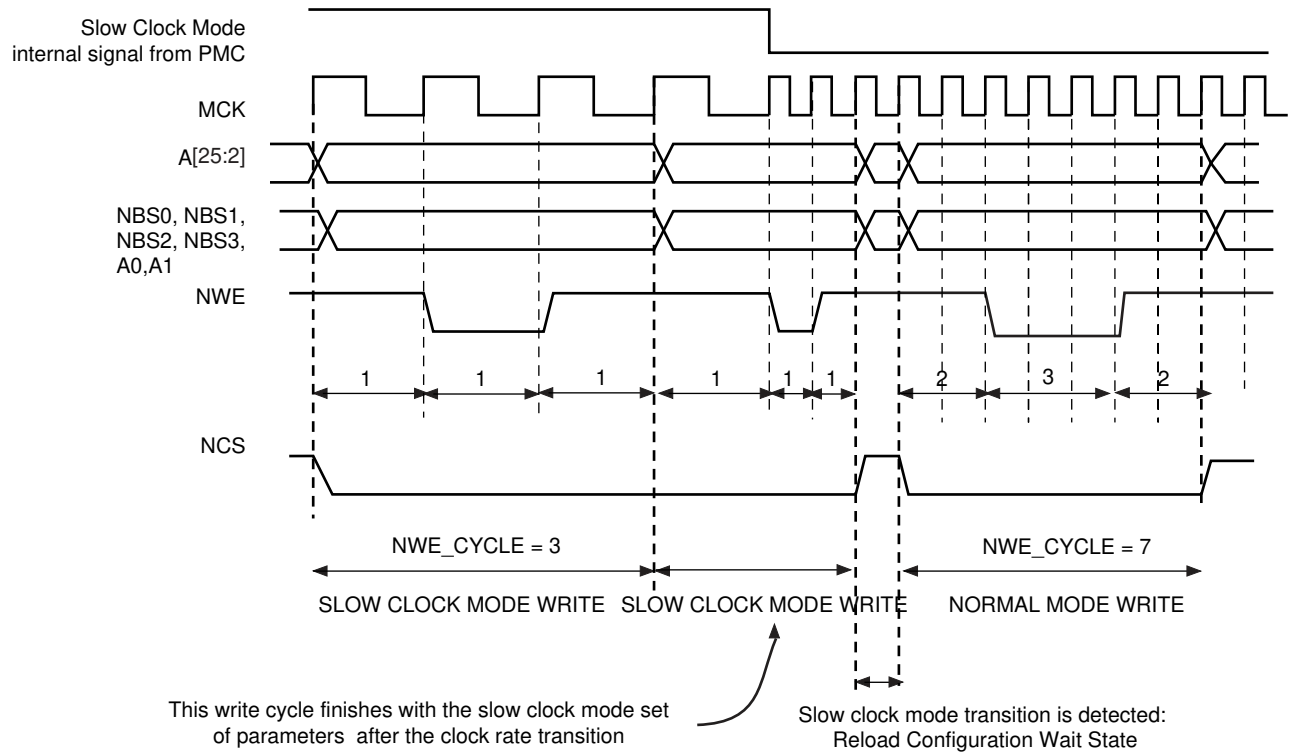 Slow Clock Mode
internal signal from PMC
MCK
A[25:2]
NBS0, NBS1,
NBS2, NBS3,
A0,A1
NWE
1 1 1 1 1 1 2 3 2
NCS
NWE_CYCLE = 3 NWE_CYCLE = 7
SLOW CLOCK MODE WRITE SLOW CLOCK MODE WRITE NORMAL MODE WRITE
This write cycle finishes with the slow clock mode set
of parameters after the clock rate transition
Slow clock mode transition is detected:
Reload Configuration Wait State